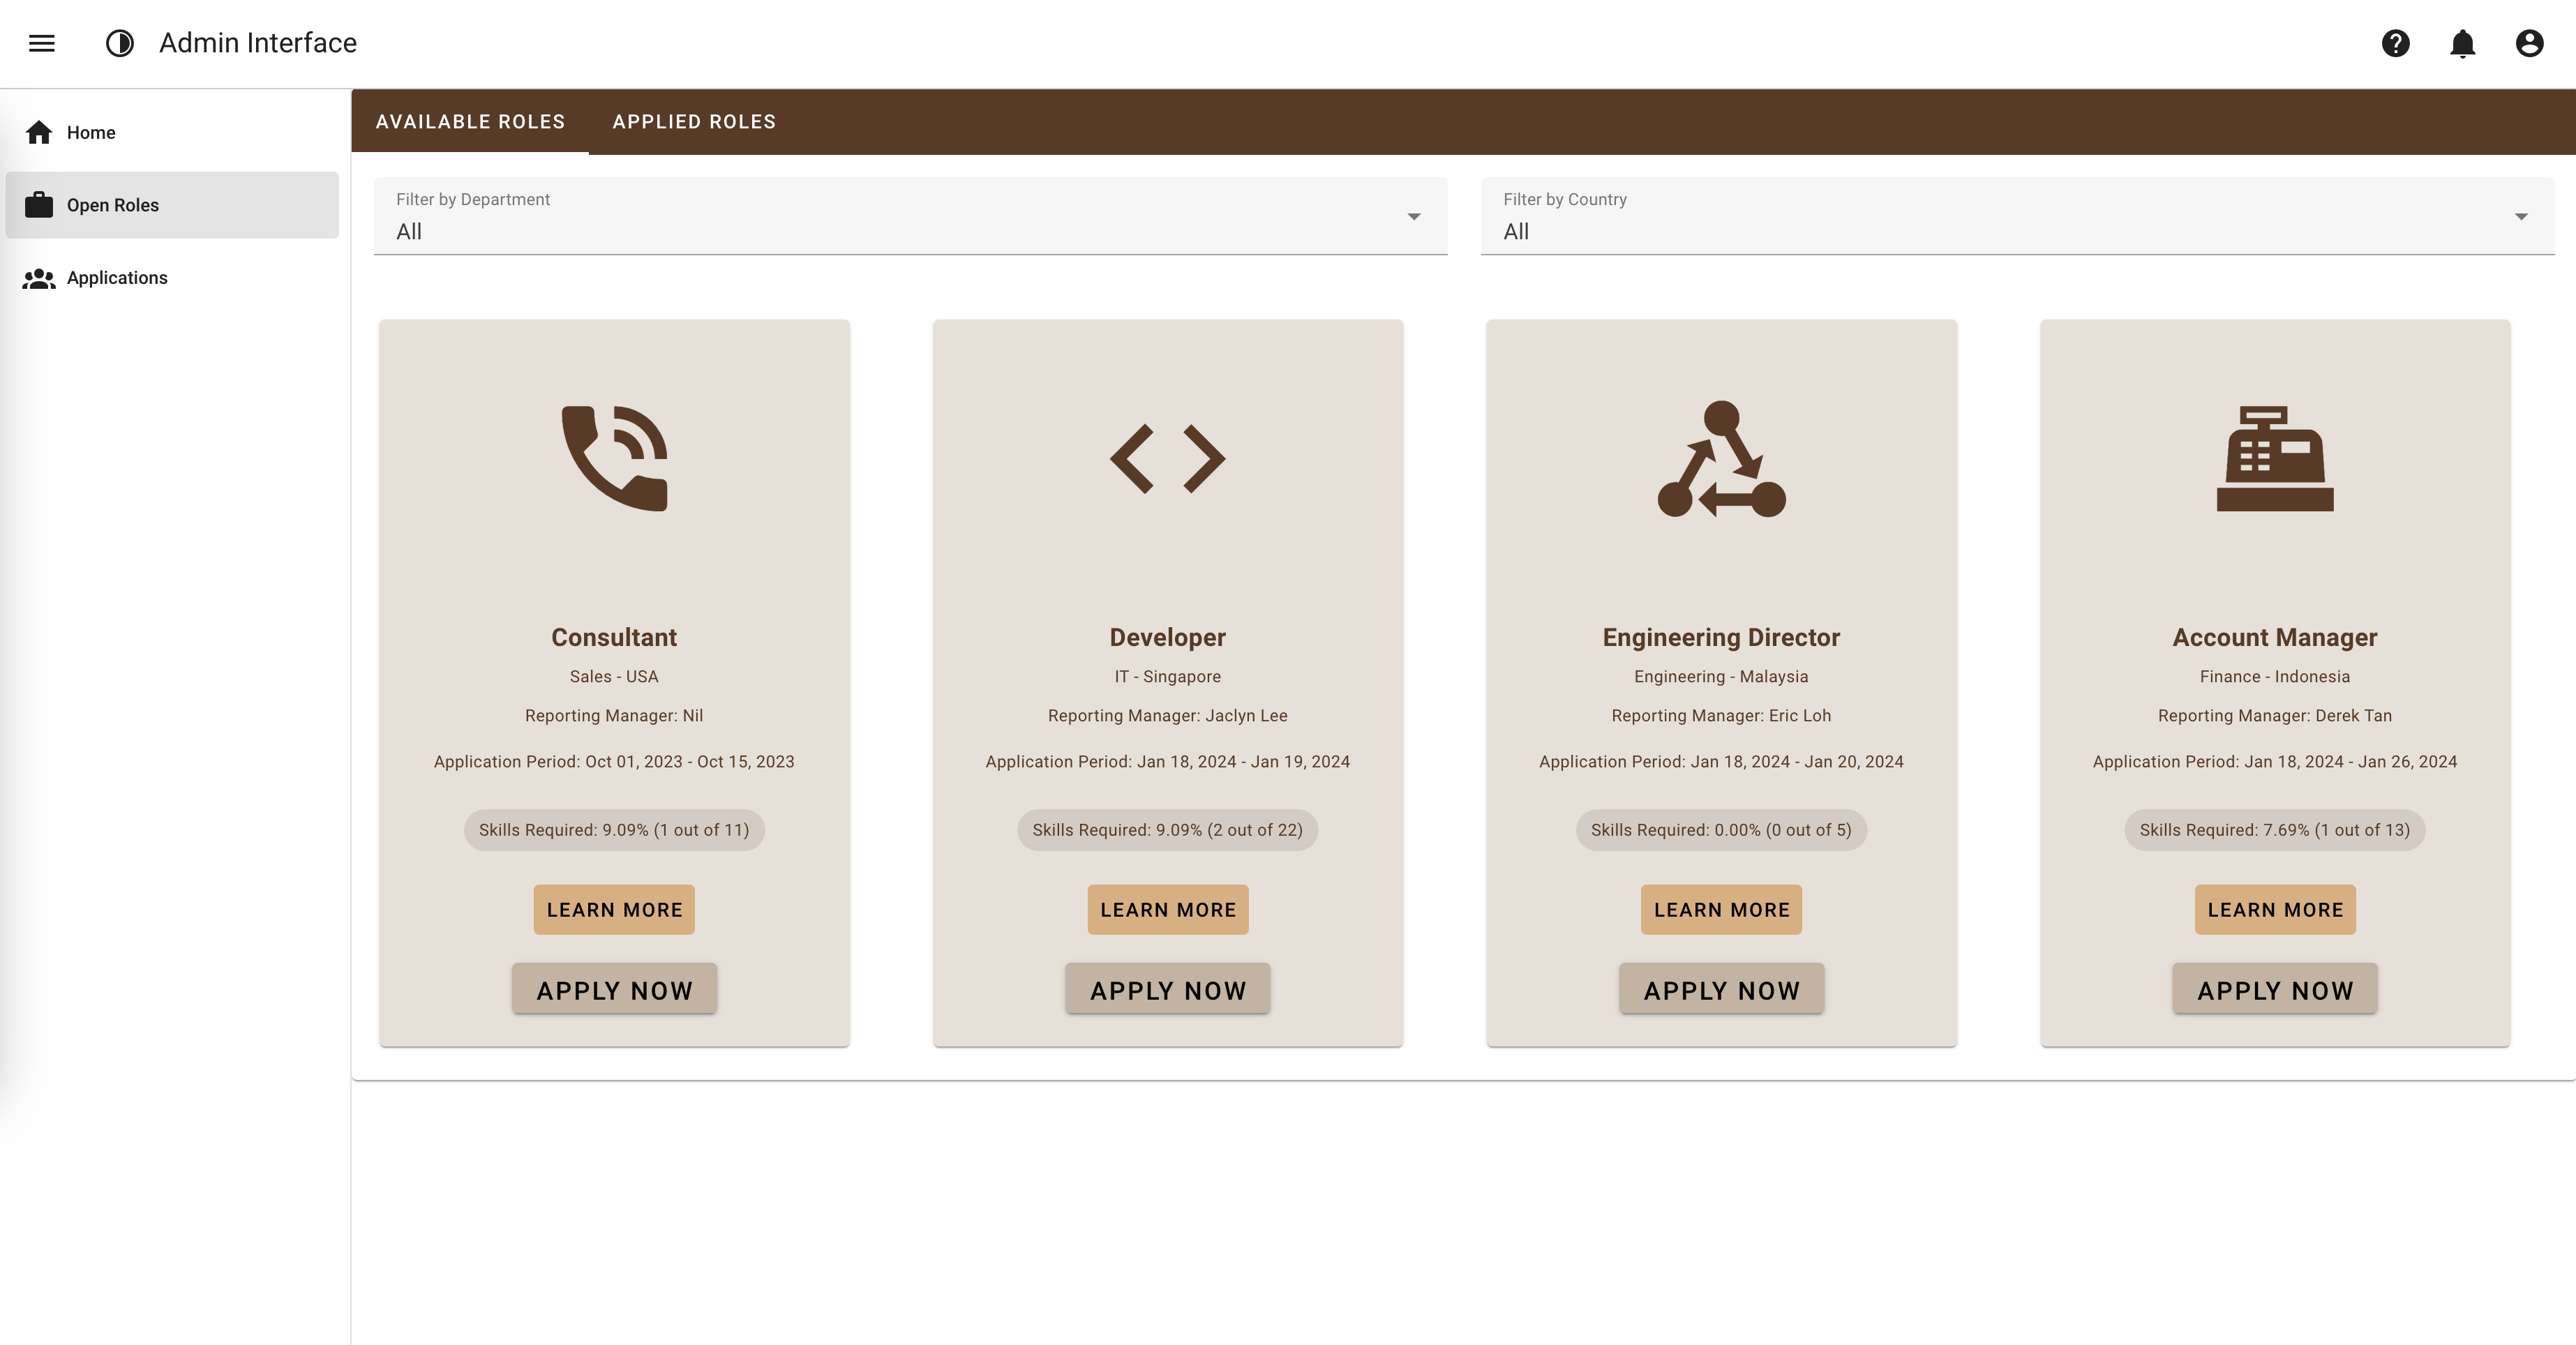 Admin Interface
Home
Open Roles
Applications
AVAILABLE ROLES
APPLIED ROLES
Filter by Department
All
Filter by Country
All
Consultant
Sales - USA
Reporting Manager: Nil
Application Period: Oct 01, 2023 - Oct 15, 2023
Skills Required: 9.09% (1 out of 11)
LEARN MORE
APPLY NOW
Developer
IT - Singapore
Reporting Manager: Jaclyn Lee
Application Period: Jan 18, 2024 - Jan 19, 2024
Skills Required: 9.09% (2 out of 22)
LEARN MORE
APPLY NOW
Engineering Director
Engineering - Malaysia
Reporting Manager: Eric Loh
Application Period: Jan 18, 2024 - Jan 20, 2024
Skills Required: 0.00% (0 out of 5)
LEARN MORE
APPLY NOW
Account Manager
Finance - Indonesia
Reporting Manager: Derek Tan
Application Period: Jan 18, 2024 - Jan 26, 2024
Skills Required: 7.69% (1 out of 13)
LEARN MORE
APPLY NOW